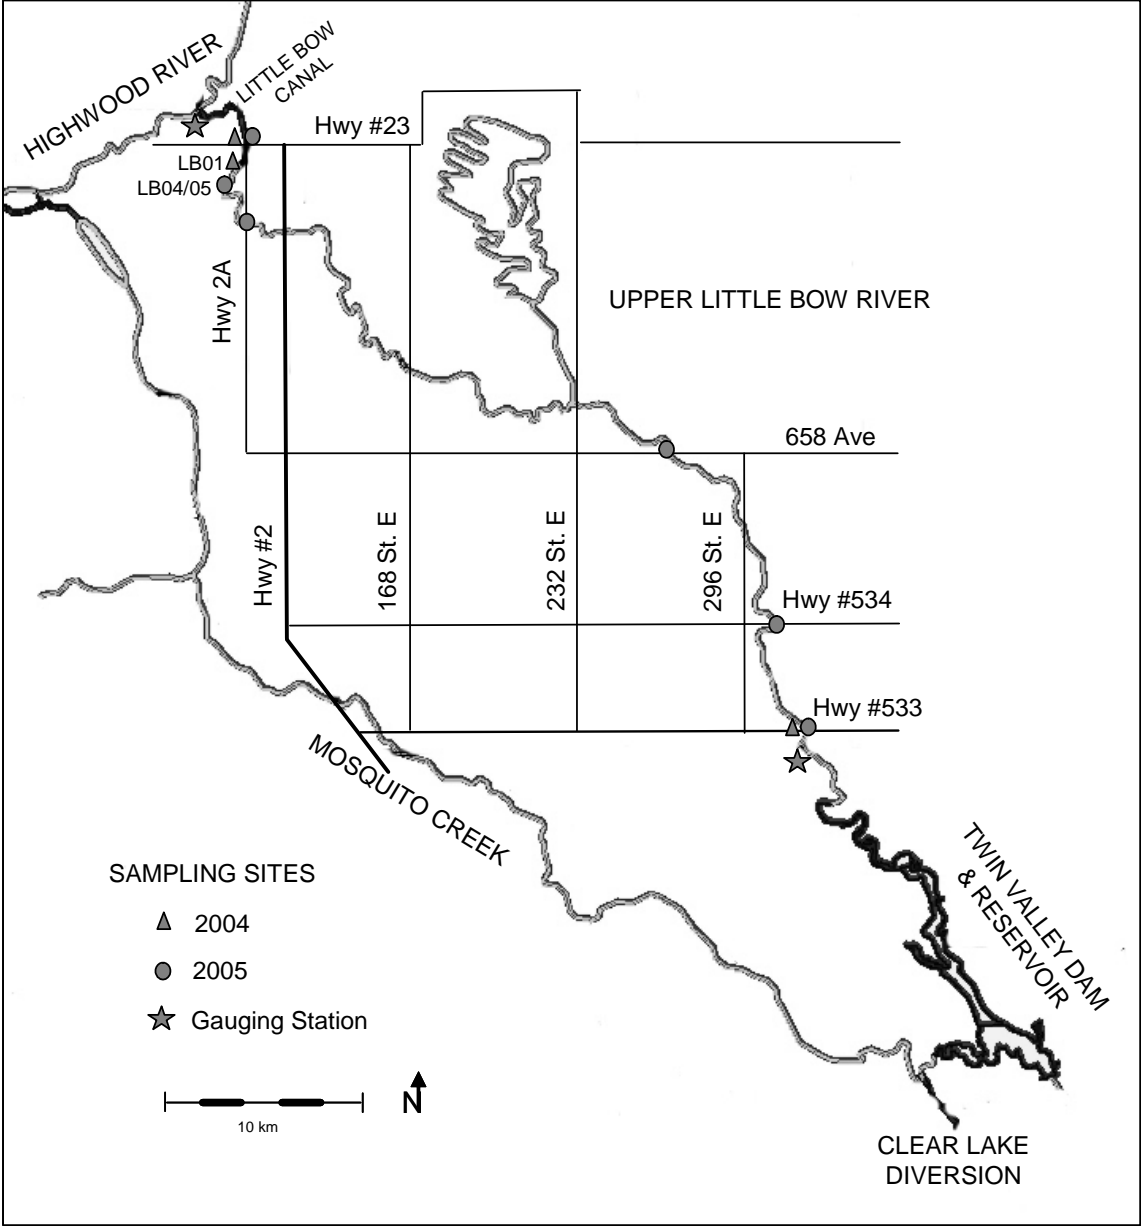 HIGHWOOD RIVER
LITTLE BOW
CANAL
Hwy #23
LB01
LB04/05
Hwy 2A
UPPER LITTLE BOW RIVER
658 Ave
Hwy #2
168 St. E
232 St. E
296 St. E
Hwy #534
Hwy #533
MOSQUITO CREEK
TWIN VALLEY DAM
& RESERVOIR
SAMPLING SITES
2004
2005
Gauging Station
10 km
N
CLEAR LAKE
DIVERSION